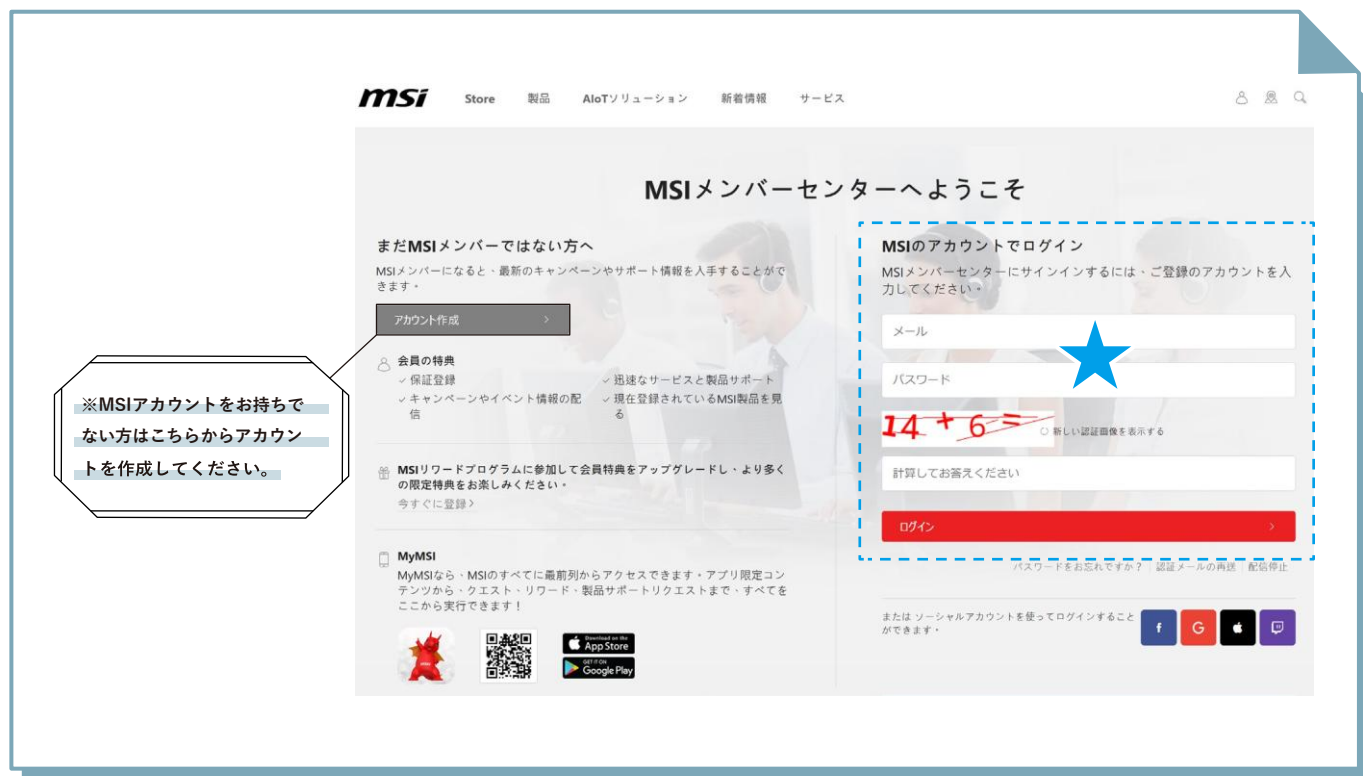 msi
Store 製品 AIoTソリューション 新着情報 サービス
MSIメンバーセンターへようこそ
まだMSIメンバーではない方へ
MSIメンバーになると、最新のキャンペーンやサポート情報を入手することがで
きます。
アカウント作成
※MSIアカウントをお持ちで
ない方はこちらからアカウン
トを作成してください。
会員の特典
保証登録
迅速なサービスと製品サポート
キャンペーンやイベント情報の配
信
現在登録されているMSI製品を見
る
MSIリワードプログラムに参加して会員特典をアップグレードし、より多く
の限定特典をお楽しみください。
今すぐに登録
MyMSI
MyMSIなら、MSIのすべてに最前列からアクセスできます。アプリ限定コン
テンツから、クエスト、リワード、製品サポートリクエストまで、すべてを
ここから実行できます！
Download on the
App Store
GET IT ON
Google Play
MSIのアカウントでログイン
MSIメンバーセンターにサインインするには、ご登録のアカウントを入
力してください。
メール
パスワード
14 + 6 =
新しい認証画像を表示する
計算してお答えください
ログイン
パスワードをお忘れですか？ 認証メールの再送 配信停止
または ソーシャルアカウントを使ってログインすること
ができます。
f G